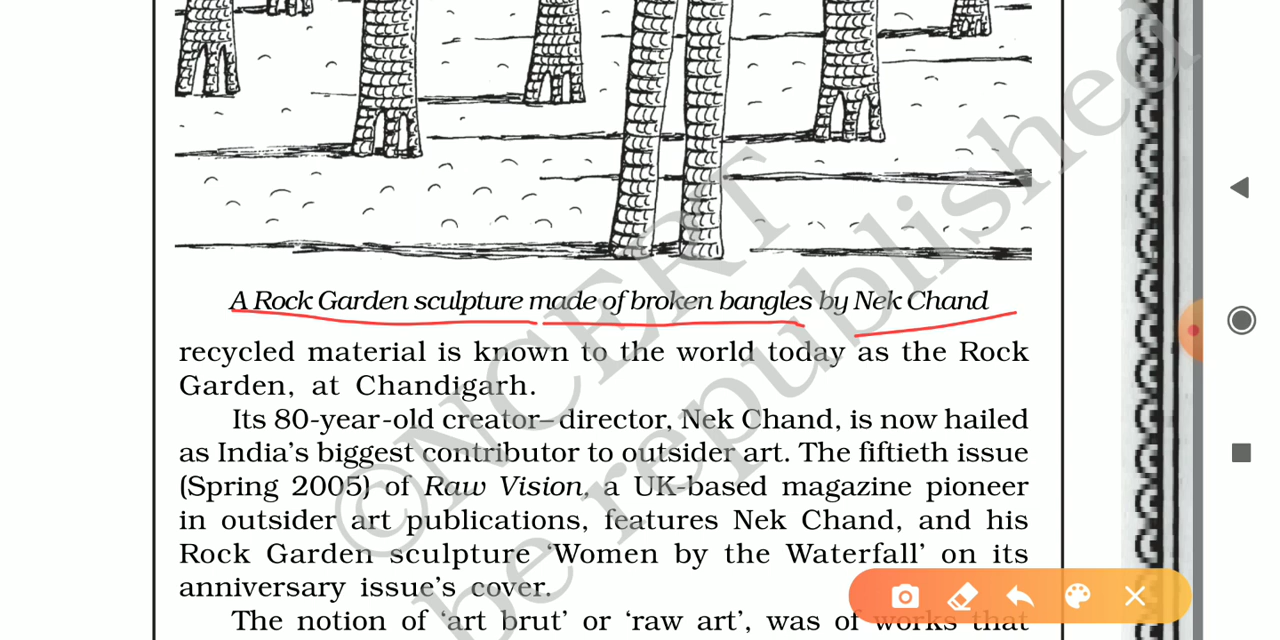 A Rock Garden sculpture made of broken bangles by Nek Chand
recycled material is known to the world today as the Rock
Garden, at Chandigarh.
Its 80-year-old creator–director, Nek Chand, is now hailed
as India's biggest contributor to outsider art. The fiftieth issue
(Spring 2005) of Raw Vision, a UK-based magazine pioneer
in outsider art publications, features Nek Chand, and his
Rock Garden sculpture ‘Women by the Waterfall’ on its
anniversary issue's cover.
The notion of ‘art brut’ or ‘raw art’, was of works that
©NCERT
be republished